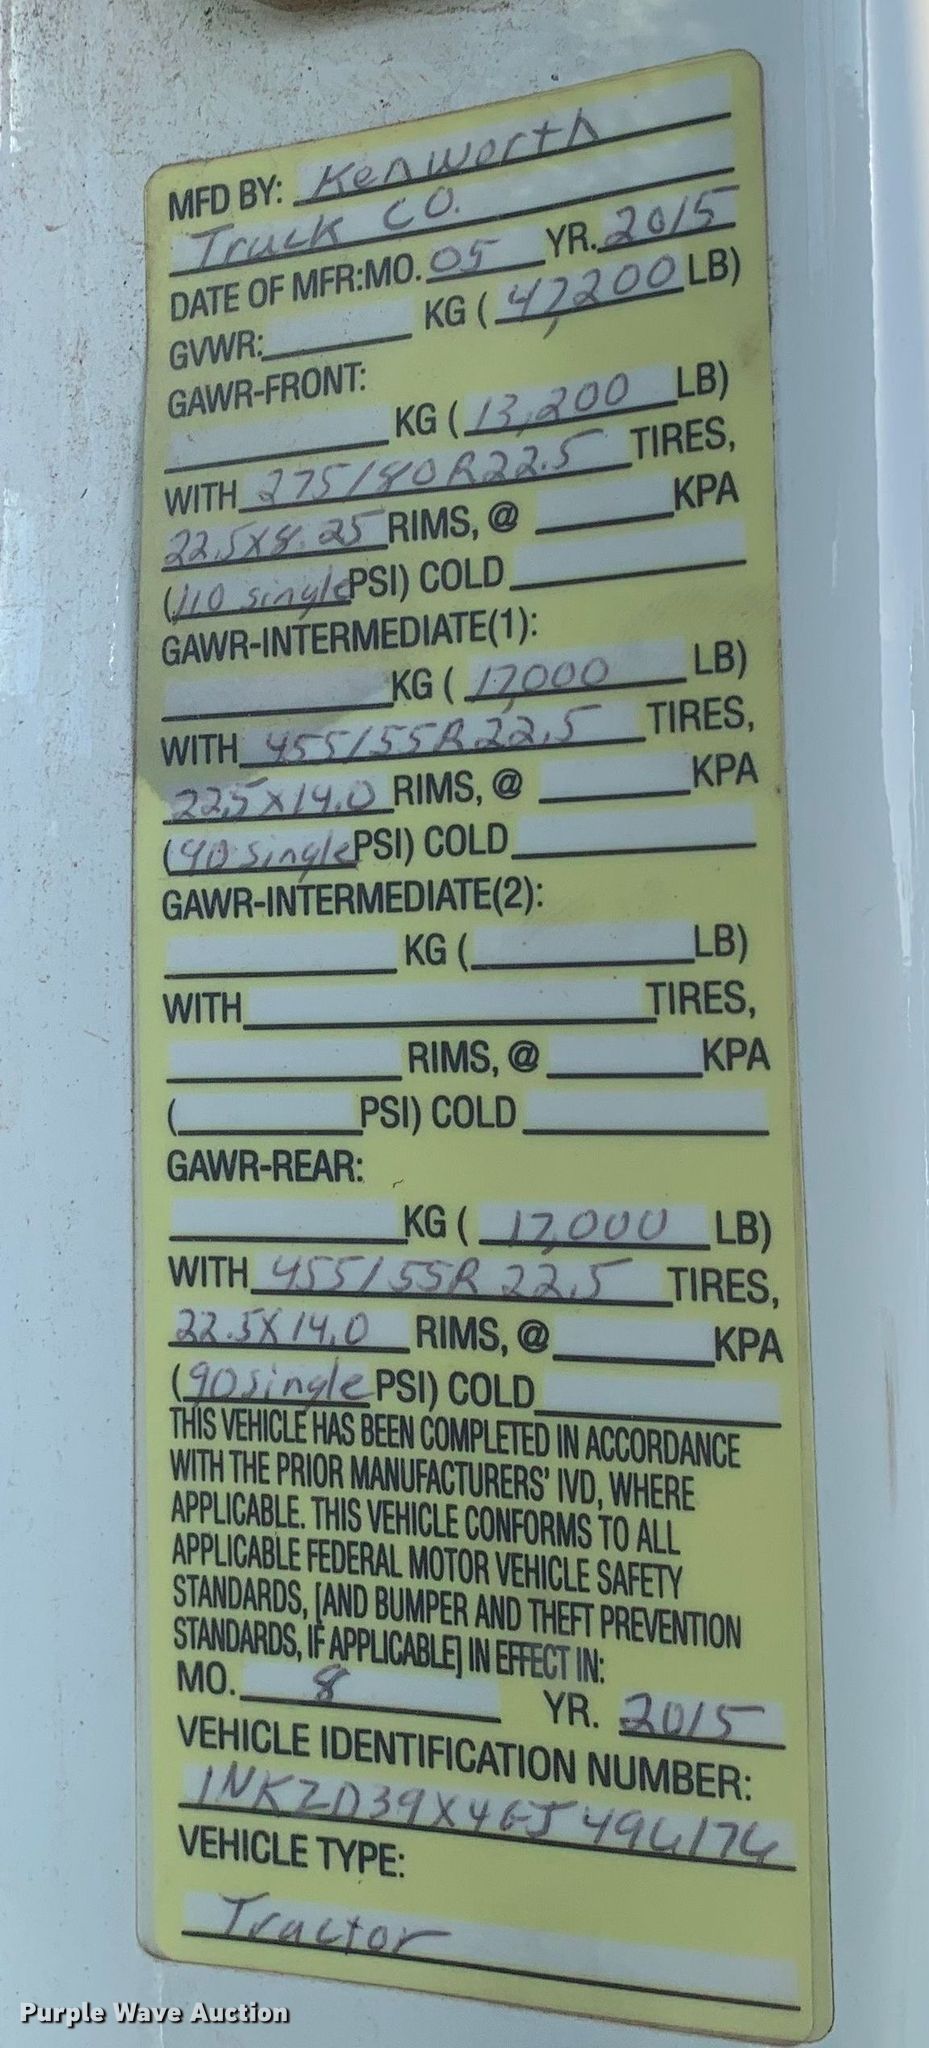 MFD BY: Kenworth
Truck CO.
DATE OF MFR:MO. 05 YR. 2015
GVWR: KG ( 47,200 LB)
GAWR-FRONT:
KG ( 13,200 LB)
WITH 275/80R22.5 TIRES,
22.5X8.25 RIMS, @ KPA
(110 single PSI) COLD
GAWR-INTERMEDIATE(1):
KG ( 17,000 LB)
WITH 455/55R22.5 TIRES,
22.5X14.0 RIMS, @ KPA
(90 single PSI) COLD
GAWR-INTERMEDIATE(2):
KG ( LB)
WITH TIRES,
RIMS, @ KPA
( PSI) COLD
GAWR-REAR:
KG ( 17,000 LB)
WITH 455/55R 22.5 TIRES,
22.5X14.0 RIMS, @ KPA
(90 single PSI) COLD
THIS VEHICLE HAS BEEN COMPLETED IN ACCORDANCE
WITH THE PRIOR MANUFACTURERS' IVD, WHERE
APPLICABLE. THIS VEHICLE CONFORMS TO ALL
APPLICABLE FEDERAL MOTOR VEHICLE SAFETY
STANDARDS, [AND BUMPER AND THEFT PREVENTION
STANDARDS, IF APPLICABLE] IN EFFECT IN:
MO. 8 YR. 2015
VEHICLE IDENTIFICATION NUMBER:
1NKZD39X4GJ496176
VEHICLE TYPE:
Tractor
Purple Wave Auction